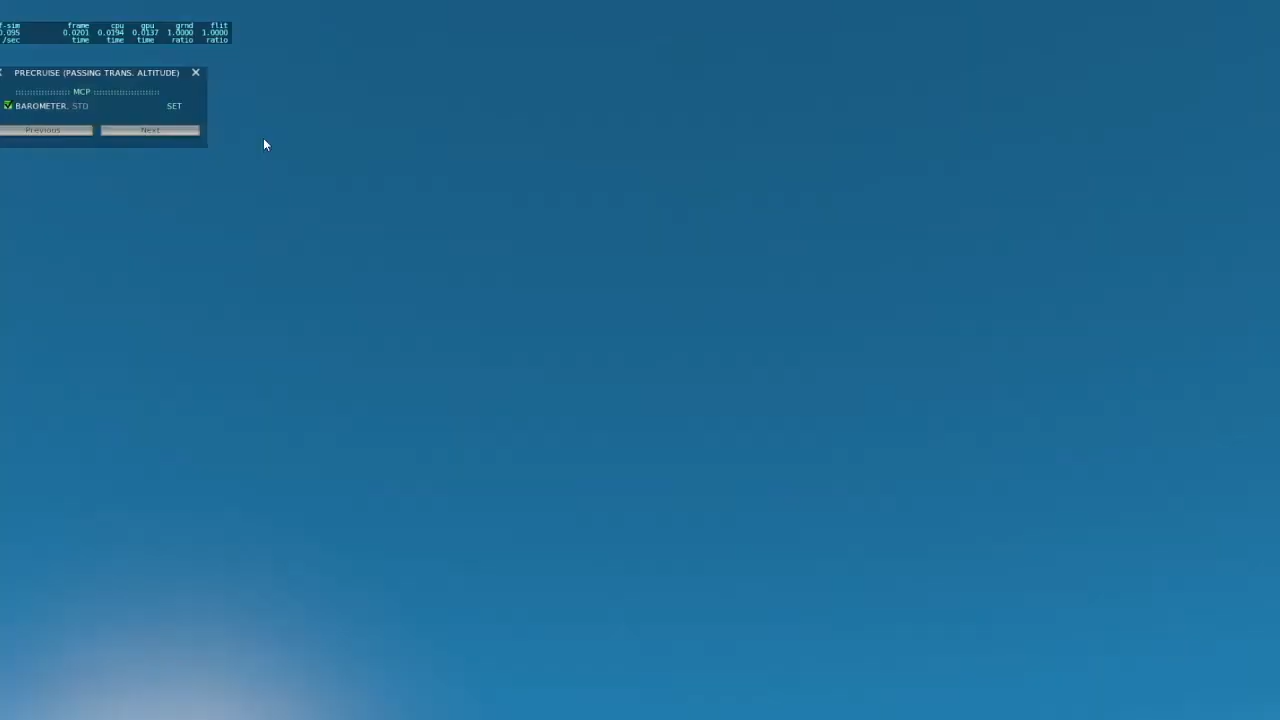 f-sim frame cpu gpu grnd flit
0.095 0.0201 0.0194 0.0137 1.0000 1.0000
/sec time time time ratio ratio
PRECRUISE (PASSING TRANS. ALTITUDE)
MCP
BAROMETER. STD SET
Previous Next